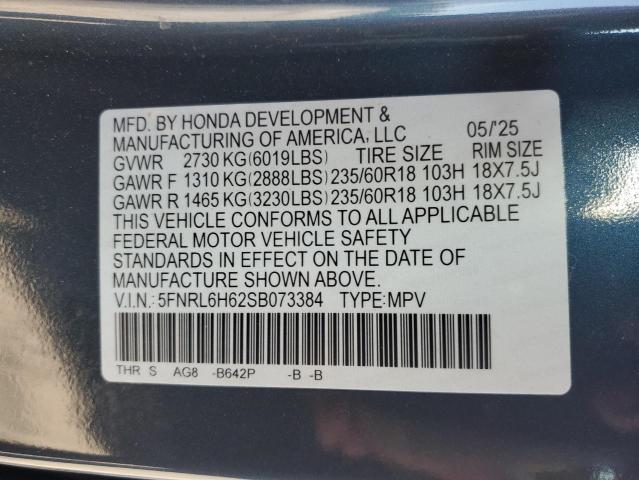 MFD. BY HONDA DEVELOPMENT &
MANUFACTURING OF AMERICA, LLC 05/'25
GVWR 2730 KG(6019LBS) TIRE SIZE RIM SIZE
GAWR F 1310 KG(2888LBS) 235/60R18 103H 18X7.5J
GAWR R 1465 KG(3230LBS) 235/60R18 103H 18X7.5J
THIS VEHICLE CONFORMS TO ALL APPLICABLE
FEDERAL MOTOR VEHICLE SAFETY
STANDARDS IN EFFECT ON THE DATE OF
MANUFACTURE SHOWN ABOVE.
V.I.N.: 5FNRL6H62SB073384 TYPE:MPV
THR S AG8 -B642P -B -B